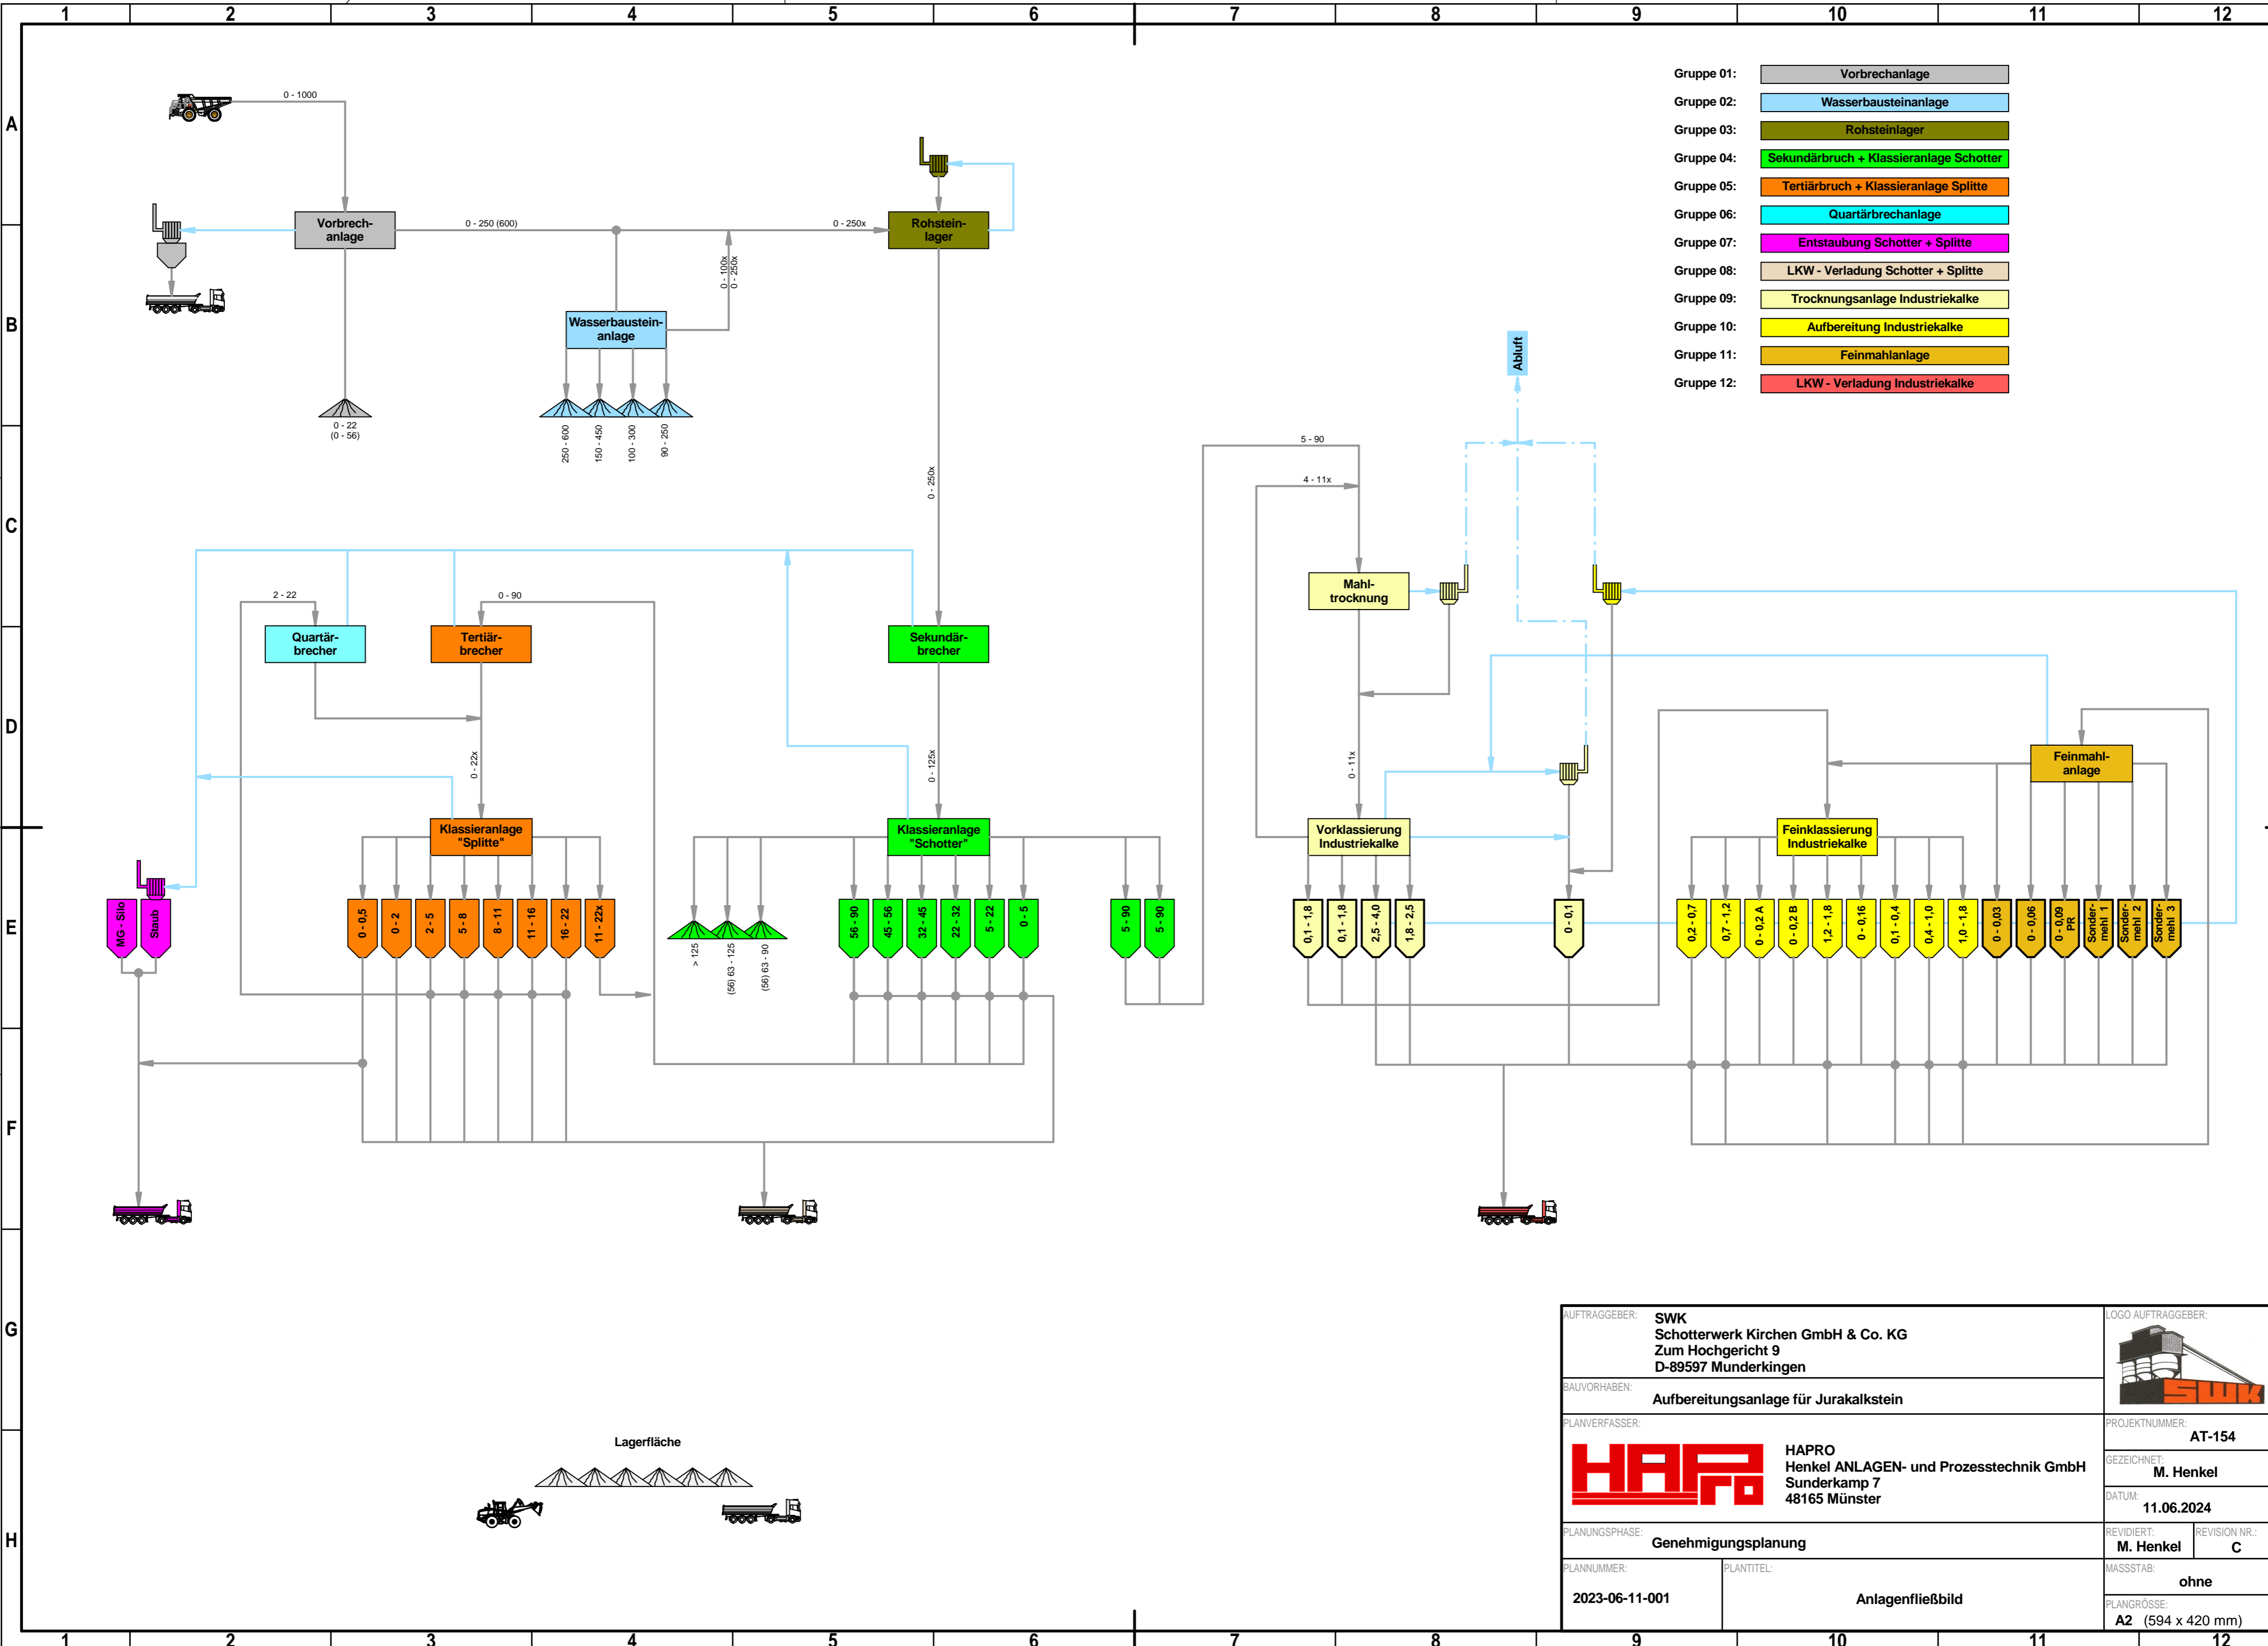 1 2 3 4 5 6 7 8 9 10 11 12
A
B
C
D
E
F
G
H
0 - 1000
Vorbrech-
anlage
0 - 250 (600)
0 - 250x
Rohstein-
lager
0 - 100x
0 - 250x
Wasserbaustein-
anlage
0 - 22
(0 - 56)
250 - 600
150 - 450
100 - 300
90 - 250
0 - 250x
Gruppe 01: Vorbrechanlage
Gruppe 02: Wasserbausteinanlage
Gruppe 03: Rohsteinlager
Gruppe 04: Sekundärbruch + Klassieranlage Schotter
Gruppe 05: Tertiärbruch + Klassieranlage Splitte
Gruppe 06: Quartärbrechanlage
Gruppe 07: Entstaubung Schotter + Splitte
Gruppe 08: LKW - Verladung Schotter + Splitte
Gruppe 09: Trocknungsanlage Industriekalke
Gruppe 10: Aufbereitung Industriekalke
Gruppe 11: Feinmahlanlage
Gruppe 12: LKW - Verladung Industriekalke
Abluft
5 - 90
4 - 11x
Mahl-
trocknung
2 - 22
0 - 90
Quartär-
brecher
Tertiär-
brecher
Sekundär-
brecher
0 - 22x
0 - 125x
0 - 11x
Feinmahl-
anlage
Klassieranlage
"Splitte"
Klassieranlage
"Schotter"
Vorklassierung
Industriekalke
Feinklassierung
Industriekalke
MG - Silo
Staub
0 - 0,5
0 - 2
2 - 5
5 - 8
8 - 11
11 - 16
16 - 22
11 - 22x
> 125
(56) 63 - 125
(56) 63 - 90
56 - 90
45 - 56
32 - 45
22 - 32
5 - 22
0 - 5
5 - 90
5 - 90
0,1 - 1,8
0,1 - 1,8
2,5 - 4,0
1,8 - 2,5
0 - 0,1
0,2 - 0,7
0,7 - 1,2
0 - 0,2 A
0 - 0,2 B
1,2 - 1,8
0 - 0,16
0,1 - 0,4
0,4 - 1,0
1,0 - 1,8
0 - 0,03
0 - 0,06
0 - 0,09
PR
Sonder-
mehl 1
Sonder-
mehl 2
Sonder-
mehl 3
Lagerfläche
AUFTRAGGEBER: SWK
Schotterwerk Kirchen GmbH & Co. KG
Zum Hochgericht 9
D-89597 Munderkingen
LOGO AUFTRAGGEBER:
SWK
BAUVORHABEN: Aufbereitungsanlage für Jurakalkstein
PLANVERFASSER:
HAPRO
HAPRO
Henkel ANLAGEN- und Prozesstechnik GmbH
Sunderkamp 7
48165 Münster
PROJEKTNUMMER: AT-154
GEZEICHNET: M. Henkel
DATUM: 11.06.2024
PLANUNGSPHASE: Genehmigungsplanung
REVIDIERT: M. Henkel
REVISION NR.: C
PLANNUMMER: 2023-06-11-001
PLANTITEL: Anlagenfließbild
MASSSTAB: ohne
PLANGRÖSSE: A2 (594 x 420 mm)
1 2 3 4 5 6 7 8 9 10 11 12